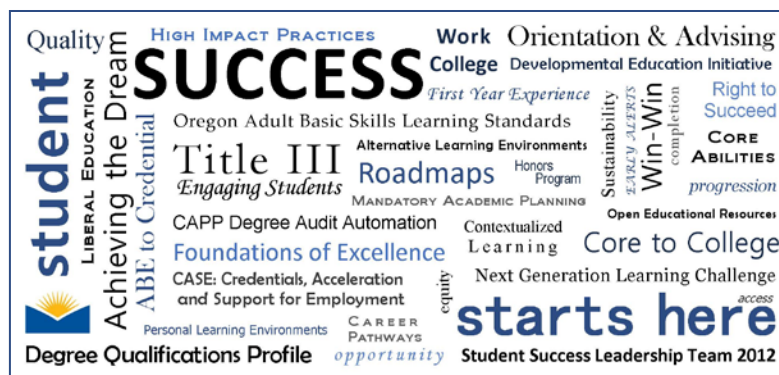 Quality
HIGH IMPACT PRACTICES
Work
College
Orientation & Advising
Developmental Education Initiative
student
LIBERAL EDUCATION
Achieving the Dream
ABE to Credential
SUCCESS
First Year Experience
Right to
Succeed
Oregon Adult Basic Skills Learning Standards
Sustainability
EARLY ALERTS
Win-Win
completion
CORE
ABILITIES
Title III
Engaging Students
Alternative Learning Environments
Roadmaps
Honors
Program
progression
MANDATORY ACADEMIC PLANNING
Open Educational Resources
CAPP Degree Audit Automation
Contextualized
Learning
Core to College
Foundations of Excellence
CASE: Credentials, Acceleration
and Support for Employment
equity
Next Generation Learning Challenge
access
starts here
Personal Learning Environments
CAREER
PATHWAYS
Degree Qualifications Profile
opportunity
Student Success Leadership Team 2012